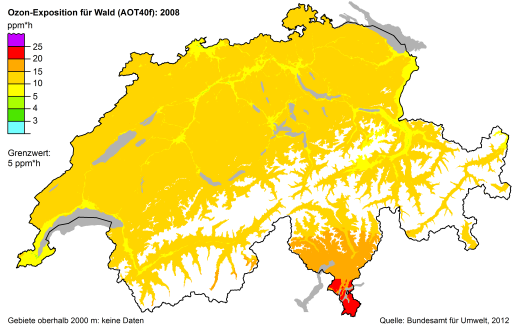 Ozon-Exposition für Wald (AOT40f): 2008
ppm*h
25
20
15
10
5
4
3
Grenzwert:
5 ppm*h
Gebiete oberhalb 2000 m: keine Daten
Quelle: Bundesamt für Umwelt, 2012